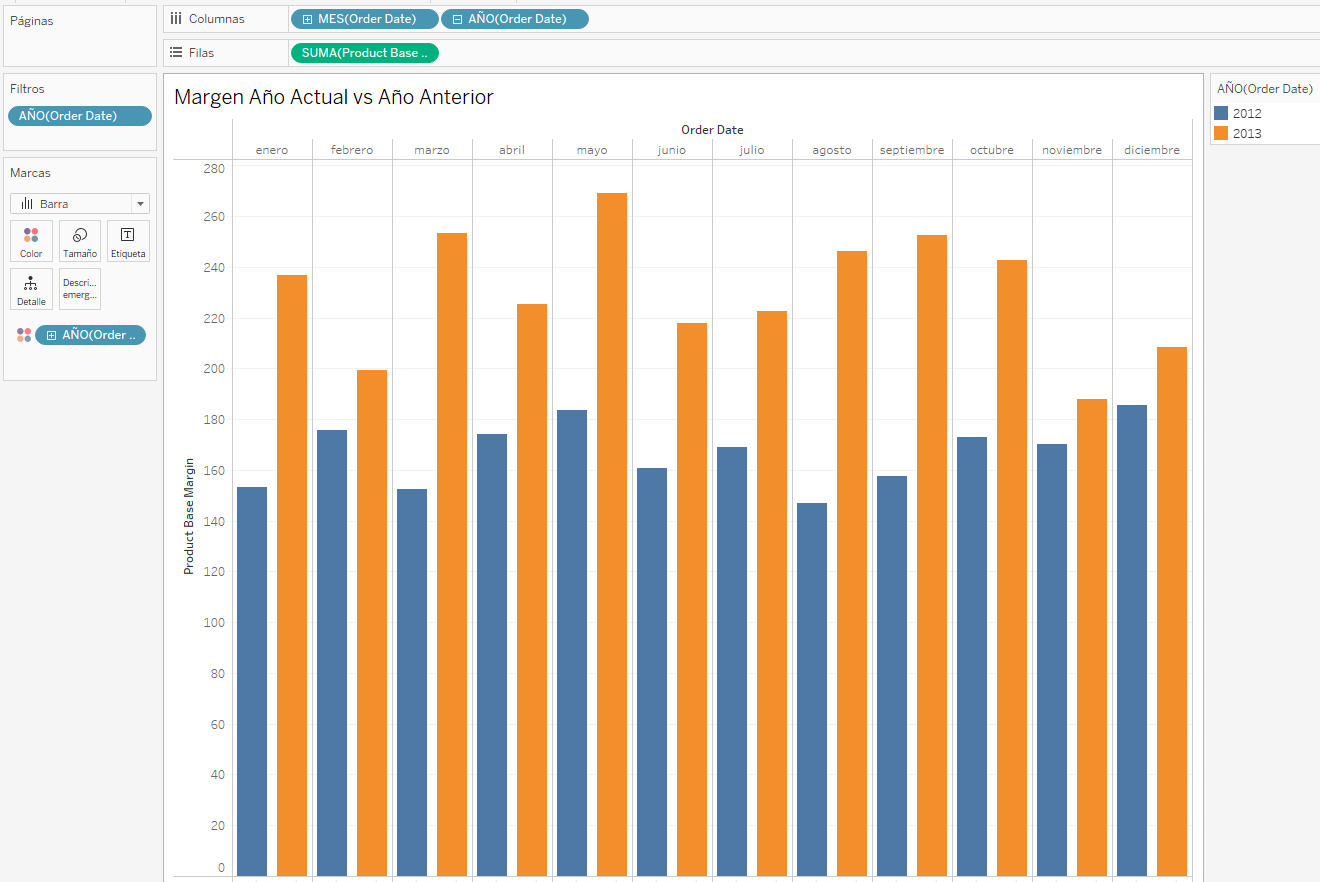 Páginas
Columnas
MES(Order Date)
AÑO(Order Date)
Filas
SUMA(Product Base ..
Filtros
AÑO(Order Date)
Marcas
Barra
Color
Tamaño
Etiqueta
Detalle
Descri...
emerg...
AÑO(Order ..
Margen Año Actual vs Año Anterior
Order Date
enero febrero marzo abril mayo junio julio agosto septiembre octubre noviembre diciembre
280
260
240
220
200
180
160
140
120
100
80
60
40
20
0
Product Base Margin
AÑO(Order Date)
2012
2013